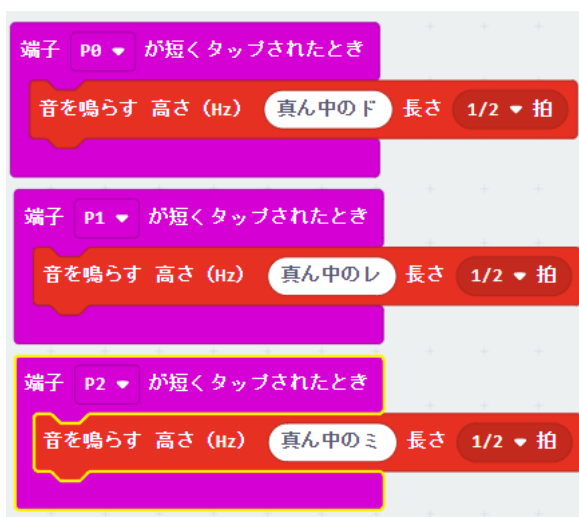 端子 P0 が短くタップされたとき
音を鳴らす 高さ (Hz) 真ん中のド 長さ 1/2 拍
端子 P1 が短くタップされたとき
音を鳴らす 高さ (Hz) 真ん中のレ 長さ 1/2 拍
端子 P2 が短くタップされたとき
音を鳴らす 高さ (Hz) 真ん中のミ 長さ 1/2 拍